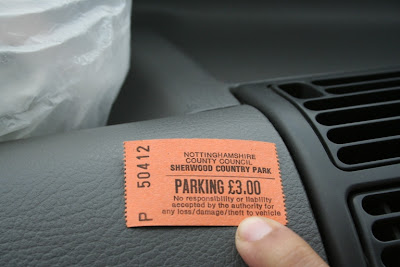 NOTTINGHAMSHIRE
COUNTY COUNCIL
SHERWOOD COUNTRY PARK
PARKING £3.00
No responsibility or liability
accepted by the authority for
any loss/damage/theft to vehicle
P 50412